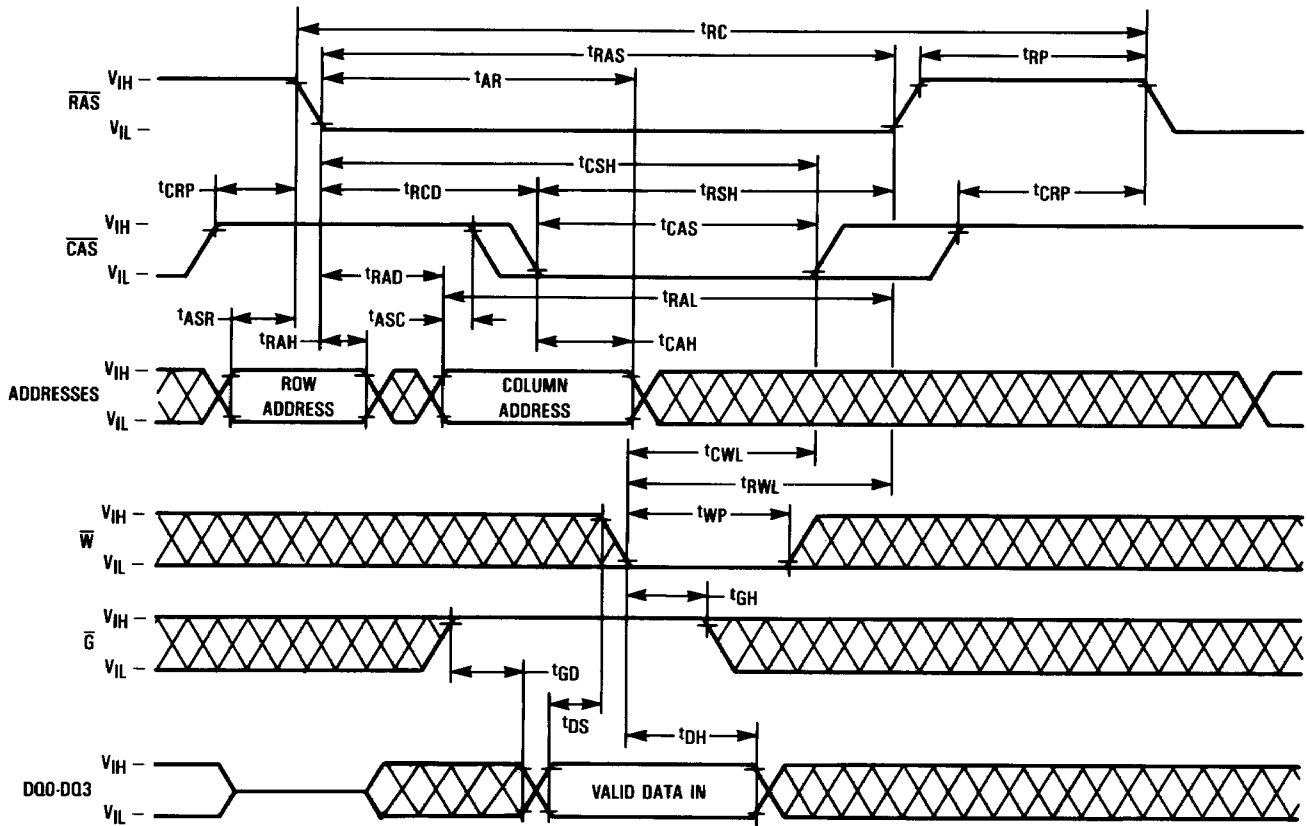 tRC
tRAS
tRP
tAR
VIH
RAS
VIL
tCSH
tCRP
tRCD
tRSH
tCRP
VIH
tCAS
CAS
VIL
tRAD
tRAL
tASR
tASC
tRAH
tCAH
VIH
ADDRESSES
ROW ADDRESS
COLUMN ADDRESS
VIL
tCWL
tRWL
VIH
tWP
W
VIL
tGH
VIH
G
VIL
tGD
tDS
tDH
VIH
DQ0-DQ3
VALID DATA IN
VIL